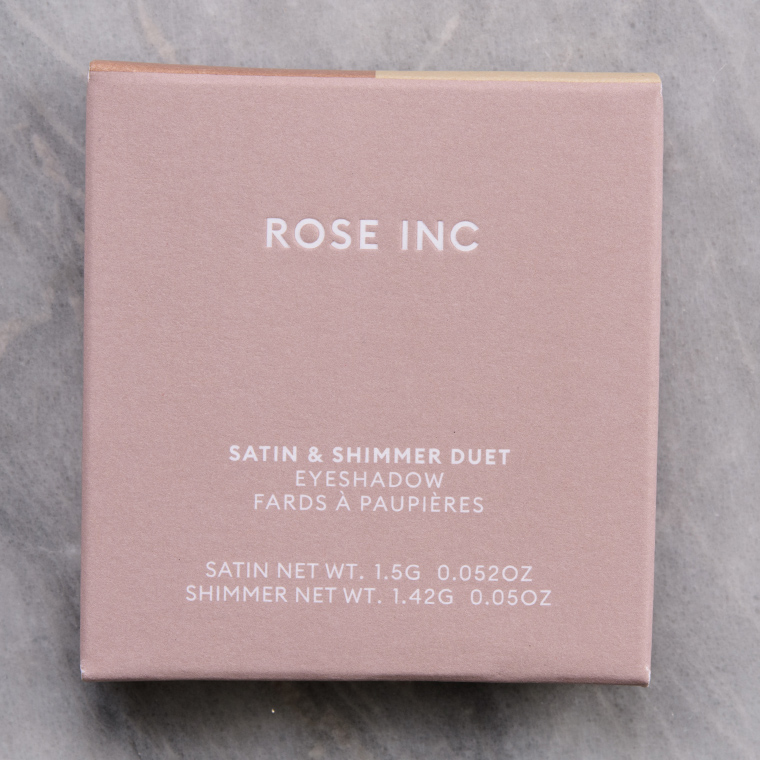 ROSE INC
SATIN & SHIMMER DUET
EYESHADOW
FARDS À PAUPIÈRES
SATIN NET WT. 1.5G 0.052OZ
SHIMMER NET WT. 1.42G 0.05OZ